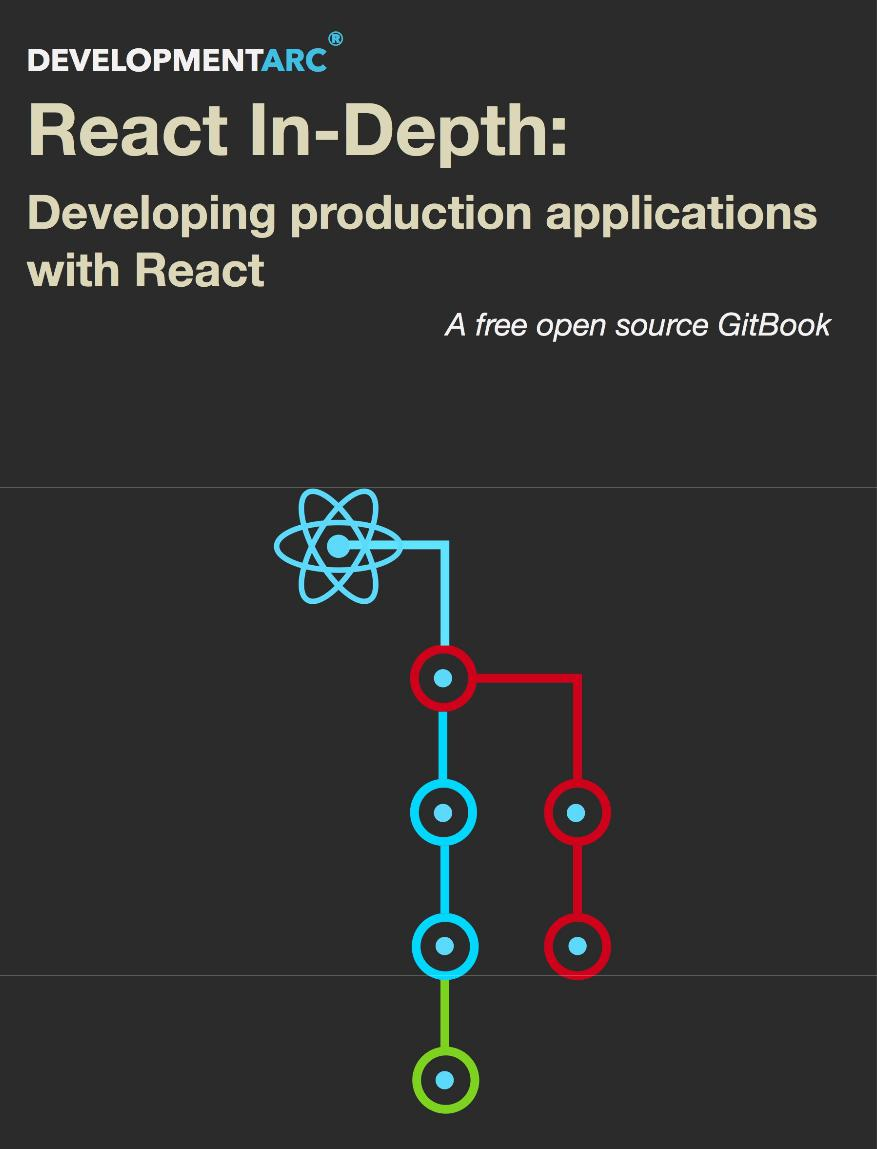 DEVELOPMENTARC®
React In-Depth:
Developing production applications
with React
A free open source GitBook